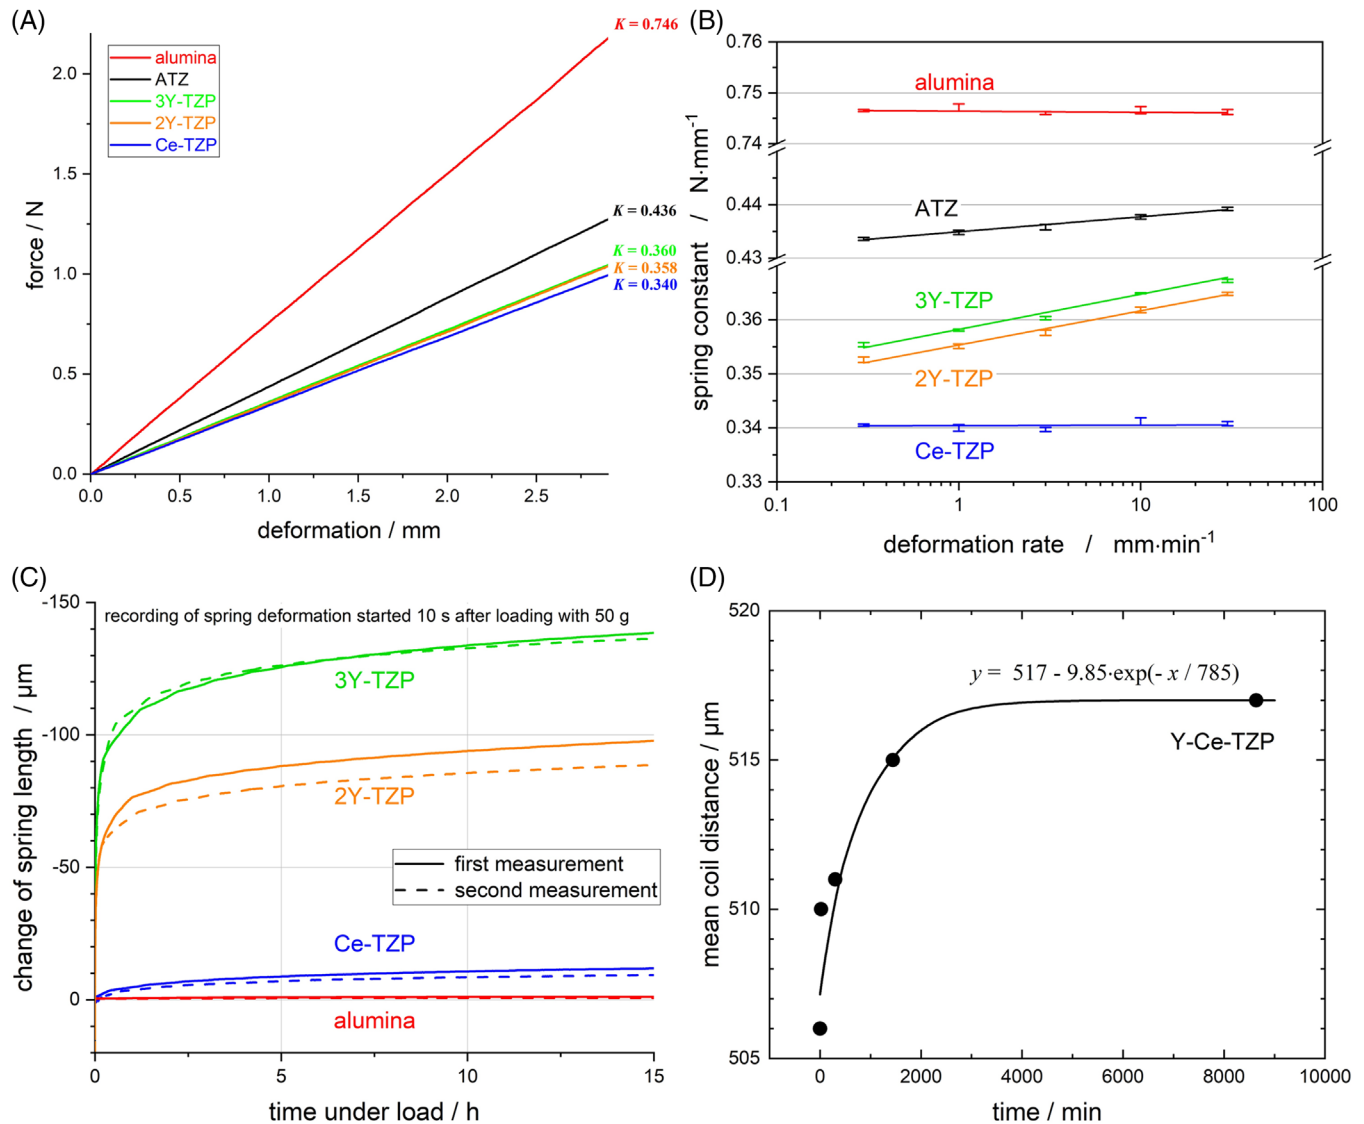 (A)
force / N
2.0
1.5
1.0
0.5
0.0
alumina
ATZ
3Y-TZP
2Y-TZP
Ce-TZP
K = 0.746
K = 0.436
K = 0.360
K = 0.358
K = 0.340
0.0 0.5 1.0 1.5 2.0 2.5
deformation / mm
(B)
spring constant / N·mm⁻¹
0.76
0.75
0.74
0.44
0.43
0.36
0.35
0.34
0.33
alumina
ATZ
3Y-TZP
2Y-TZP
Ce-TZP
0.1 1 10 100
deformation rate / mm·min⁻¹
(C)
change of spring length / µm
-150
-100
-50
0
recording of spring deformation started 10 s after loading with 50 g
3Y-TZP
2Y-TZP
first measurement
second measurement
Ce-TZP
alumina
0 5 10 15
time under load / h
(D)
mean coil distance / µm
520
515
510
505
y = 517 - 9.85·exp(- x / 785)
Y-Ce-TZP
0 2000 4000 6000 8000 10000
time / min